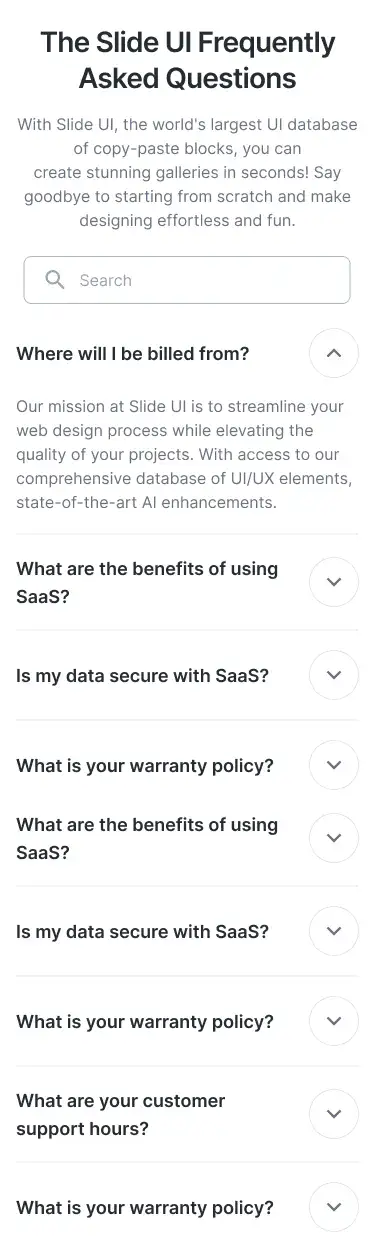 The Slide UI Frequently
Asked Questions
With Slide UI, the world's largest UI database
of copy-paste blocks, you can
create stunning galleries in seconds! Say
goodbye to starting from scratch and make
designing effortless and fun.
Search
Where will I be billed from?
Our mission at Slide UI is to streamline your
web design process while elevating the
quality of your projects. With access to our
comprehensive database of UI/UX elements,
state-of-the-art AI enhancements.
What are the benefits of using
SaaS?
Is my data secure with SaaS?
What is your warranty policy?
What are the benefits of using
SaaS?
Is my data secure with SaaS?
What is your warranty policy?
What are your customer
support hours?
What is your warranty policy?